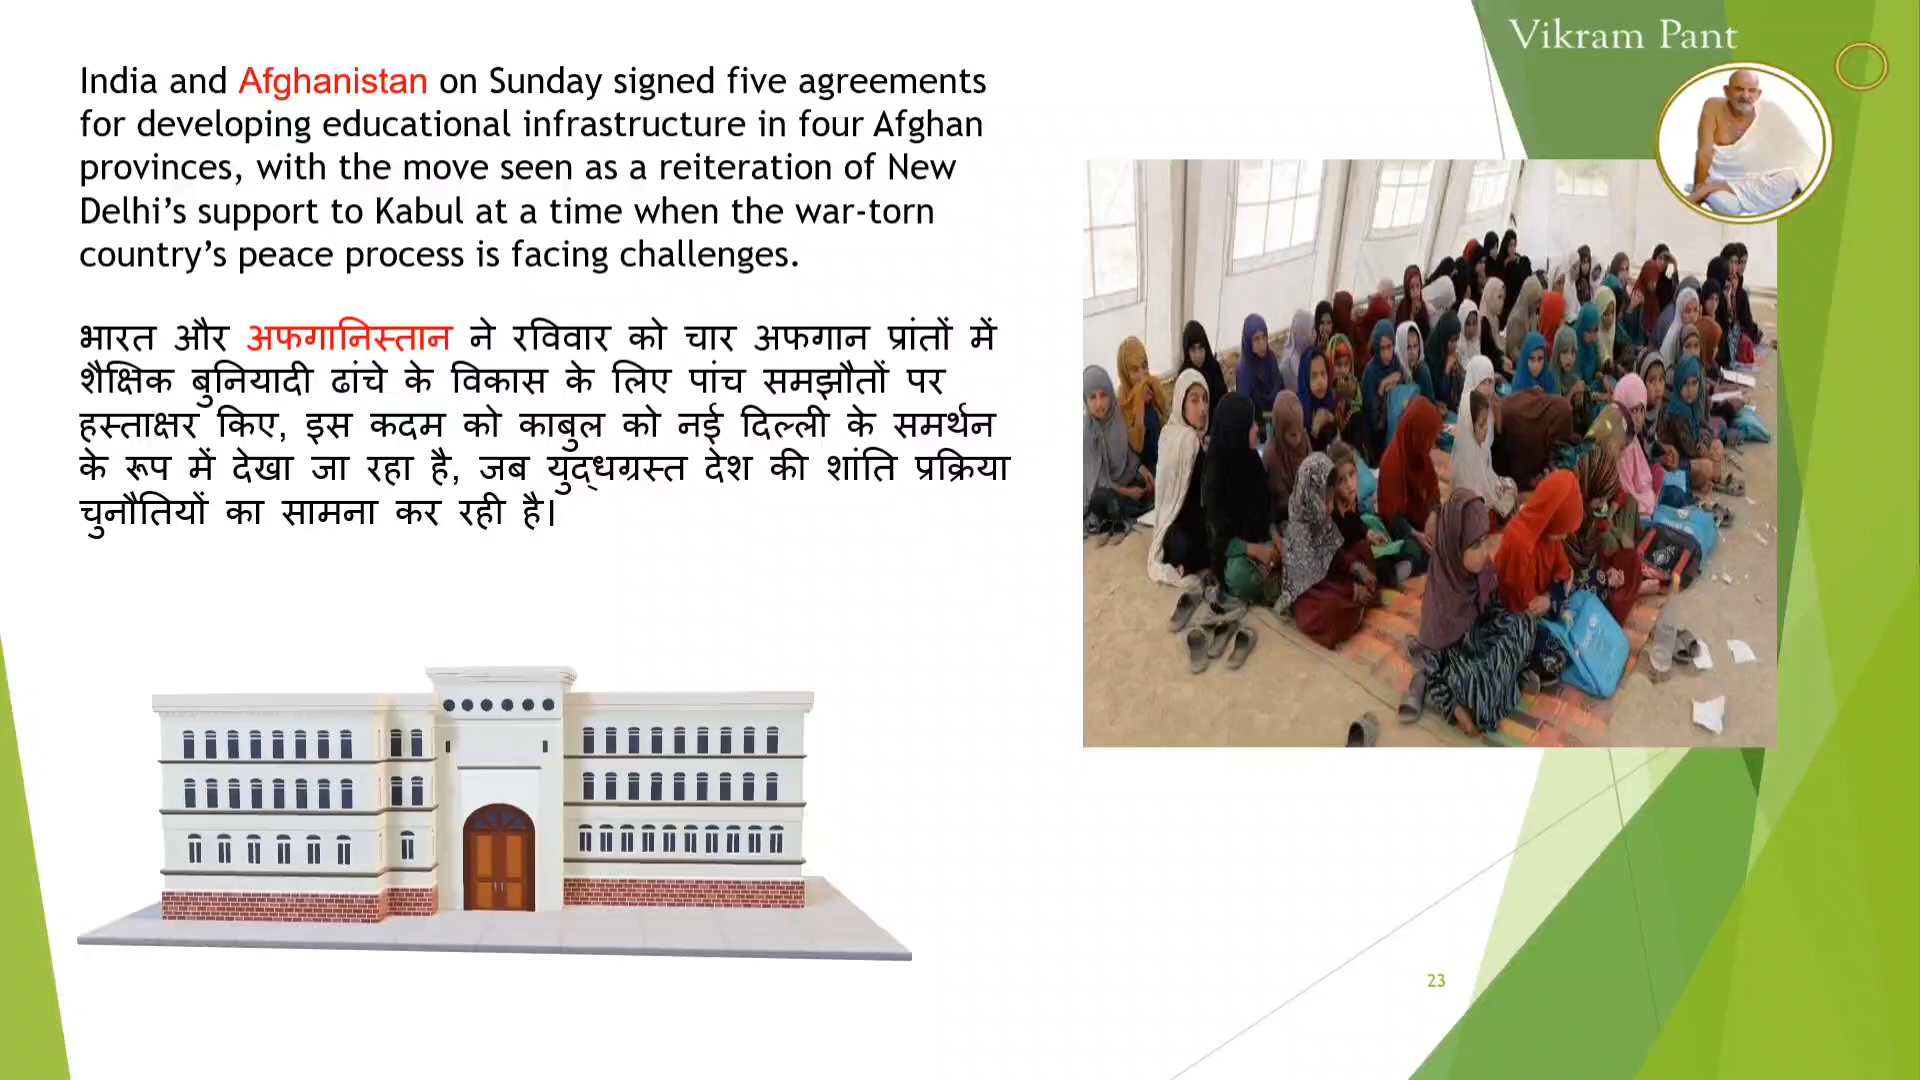 Vikram Pant
India and Afghanistan on Sunday signed five agreements
for developing educational infrastructure in four Afghan
provinces, with the move seen as a reiteration of New
Delhi’s support to Kabul at a time when the war-torn
country’s peace process is facing challenges.
भारत और अफगानिस्तान ने रविवार को चार अफगान प्रांतों में
शैक्षिक बुनियादी ढांचे के विकास के लिए पांच समझौतों पर
हस्ताक्षर किए, इस कदम को काबुल को नई दिल्ली के समर्थन
के रूप में देखा जा रहा है, जब युद्धग्रस्त देश की शांति प्रक्रिया
चुनौतियों का सामना कर रही है।
23